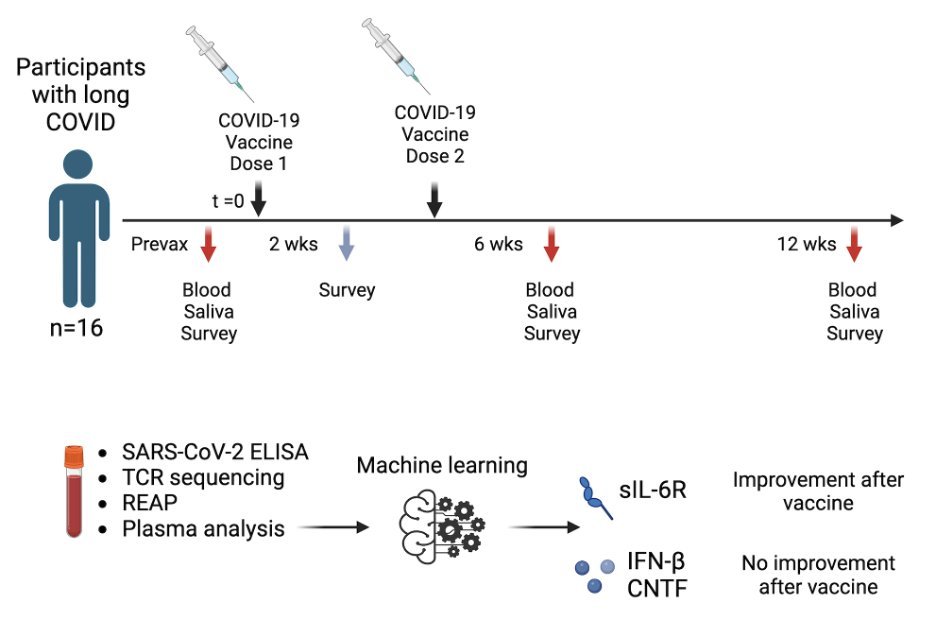 Participants
with long
COVID
n=16
COVID-19
Vaccine
Dose 1
COVID-19
Vaccine
Dose 2
t =0
Prevax
2 wks
6 wks
12 wks
Blood
Saliva
Survey
Survey
Blood
Saliva
Survey
Blood
Saliva
Survey
• SARS-CoV-2 ELISA
• TCR sequencing
• REAP
• Plasma analysis
Machine learning
sIL-6R
Improvement after
vaccine
IFN-β
CNTF
No improvement
after vaccine